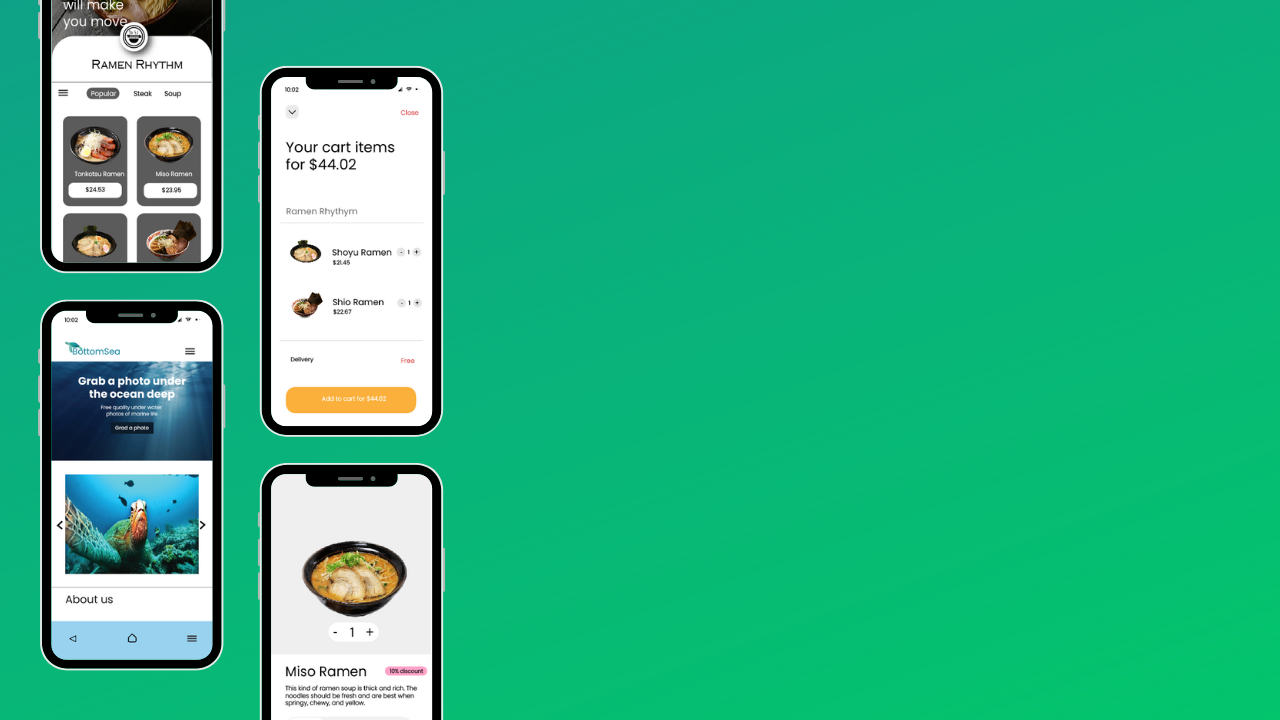 will make
you move
RAMEN RHYTHM
Popular Steak Soup
Tonkotsu Ramen
$24.53
Miso Ramen
$23.95
10:02
BottomSea
Grab a photo under
the ocean deep
Free quality under water
photos of marine life
Grad a photo
<
>
About us
10:02
Close
Your cart items
for $44.02
Ramen Rhythym
Shoyu Ramen - 1 +
$21.45
Shio Ramen - 1 +
$22.67
Delivery Free
Add to cart for $44.02
- 1 +
Miso Ramen 10% discount
This kind of ramen soup is thick and rich. The
noodles should be fresh and are best when
springy, chewy, and yellow.